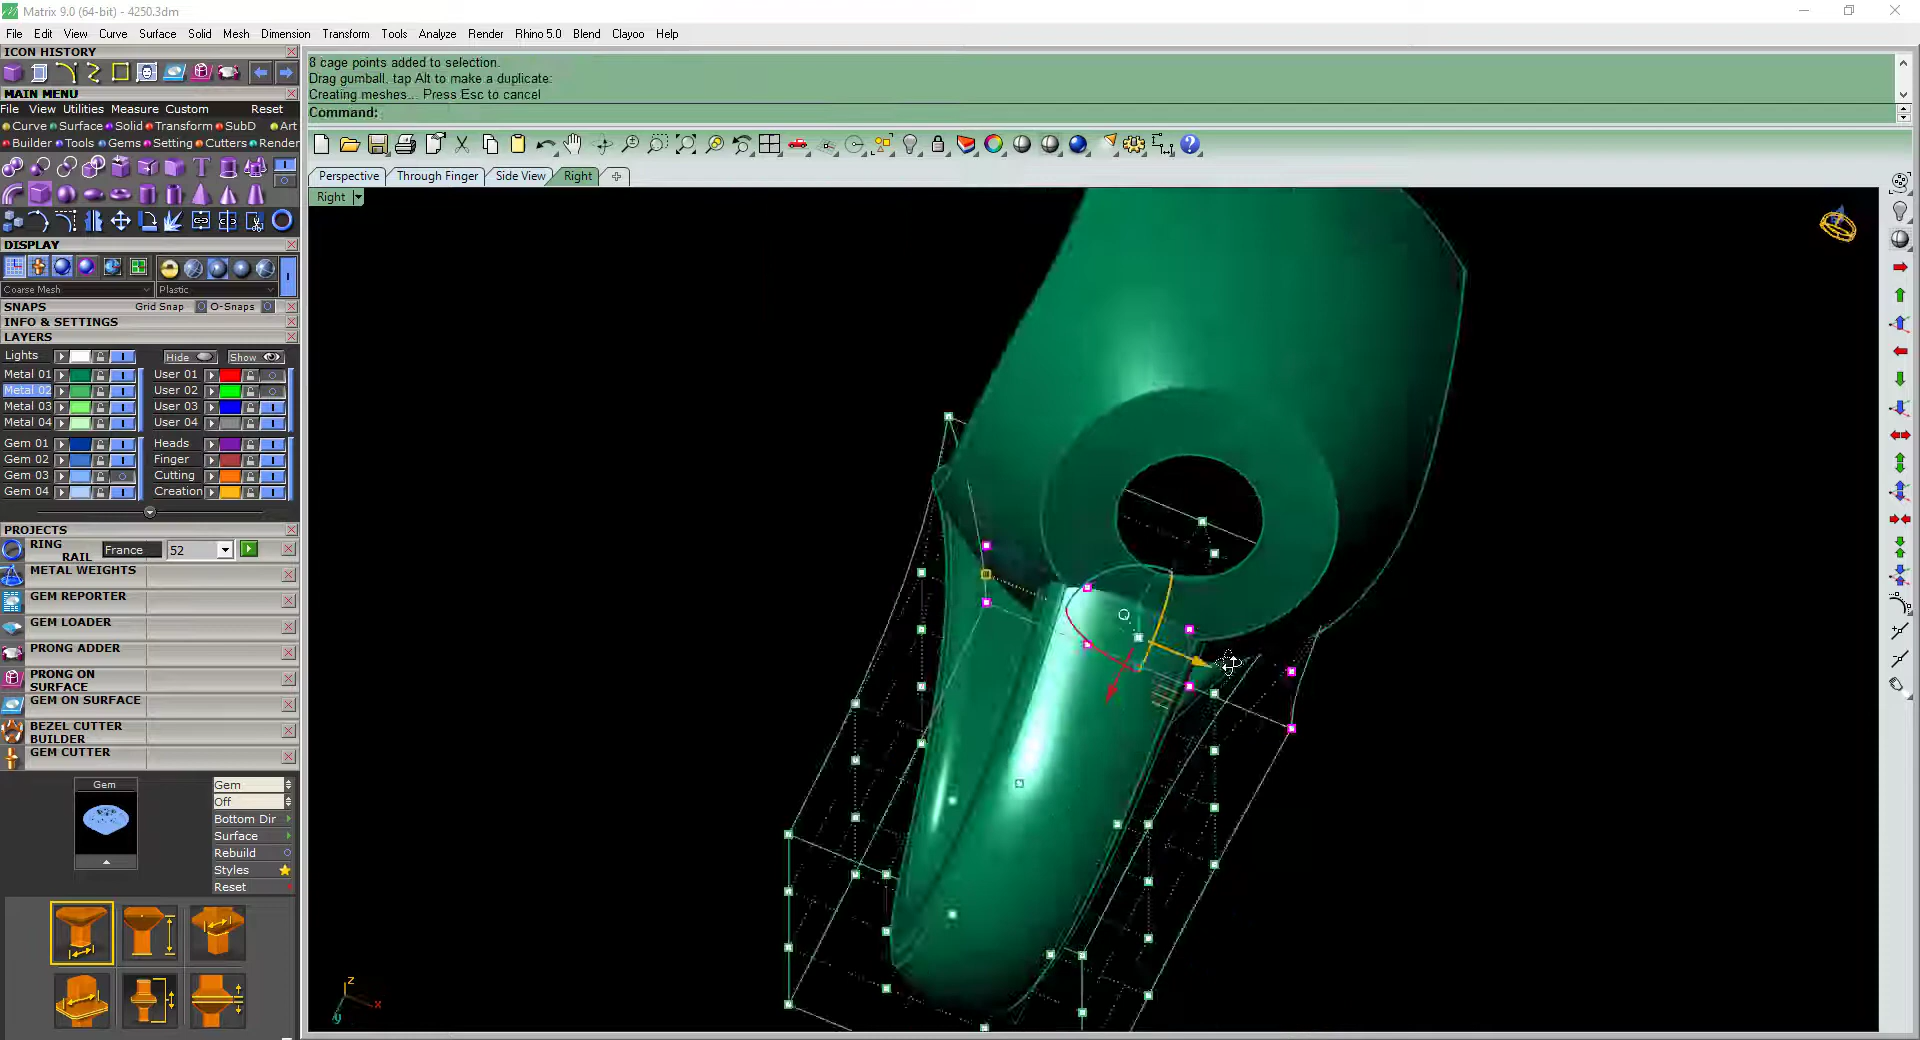 Matrix 9.0 (64-bit) - 4250.3dm
File Edit View Curve Surface Solid Mesh Dimension Transform Tools Analyze Render Rhino 5.0 Blend Clayoo Help
ICON HISTORY
8 cage points added to selection.
Drag gumball, tap Alt to make a duplicate:
Creating meshes... Press Esc to cancel
Command:
MAIN MENU
File View Utilities Measure Custom Reset
Curve Surface Solid Transform SubD Art
Builder Tools Gems Setting Cutters Render
Perspective Through Finger Side View Right
Right
DISPLAY
Coarse Mesh Plastic
SNAPS Grid Snap O-Snaps
INFO & SETTINGS
LAYERS
Lights Hide Show
Metal 01 User 01
Metal 02 User 02
Metal 03 User 03
Metal 04 User 04
Gem 01 Heads
Gem 02 Finger
Gem 03 Cutting
Gem 04 Creation
PROJECTS
RING RAIL France 52
METAL WEIGHTS
GEM REPORTER
GEM LOADER
PRONG ADDER
PRONG ON SURFACE
GEM ON SURFACE
BEZEL CUTTER BUILDER
GEM CUTTER
Gem Gem
Off
Bottom Dir
Surface
Rebuild
Styles
Reset
z
x
y